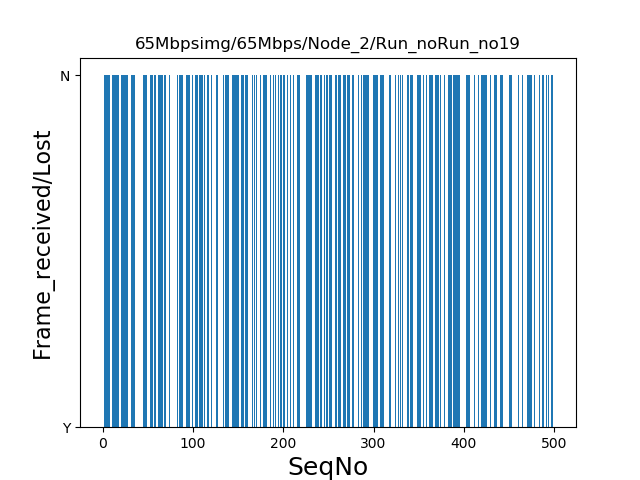 65Mbpsimg/65Mbps/Node_2/Run_noRun_no19
N
Frame_received/Lost
Y
0 100 200 300 400 500
SeqNo